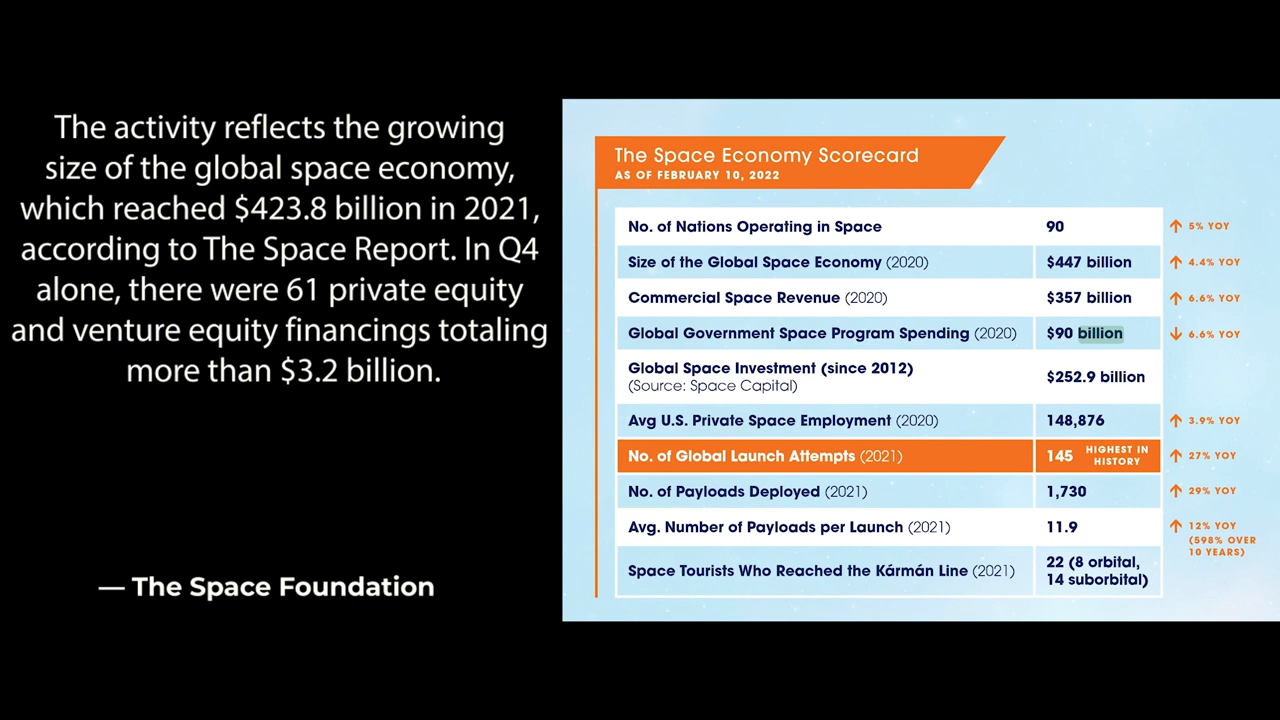 The activity reflects the growing
size of the global space economy,
which reached $423.8 billion in 2021,
according to The Space Report. In Q4
alone, there were 61 private equity
and venture equity financings totaling
more than $3.2 billion.
— The Space Foundation
The Space Economy Scorecard
AS OF FEBRUARY 10, 2022
No. of Nations Operating in Space 90 5% YOY
Size of the Global Space Economy (2020) $447 billion 4.4% YOY
Commercial Space Revenue (2020) $357 billion 6.6% YOY
Global Government Space Program Spending (2020) $90 billion 6.6% YOY
Global Space Investment (since 2012)
(Source: Space Capital) $252.9 billion
Avg U.S. Private Space Employment (2020) 148,876 3.9% YOY
No. of Global Launch Attempts (2021) 145 HIGHEST IN
HISTORY 27% YOY
No. of Payloads Deployed (2021) 1,730 29% YOY
Avg. Number of Payloads per Launch (2021) 11.9 12% YOY
(598% OVER
10 YEARS)
Space Tourists Who Reached the Kármán Line (2021) 22 (8 orbital,
14 suborbital)